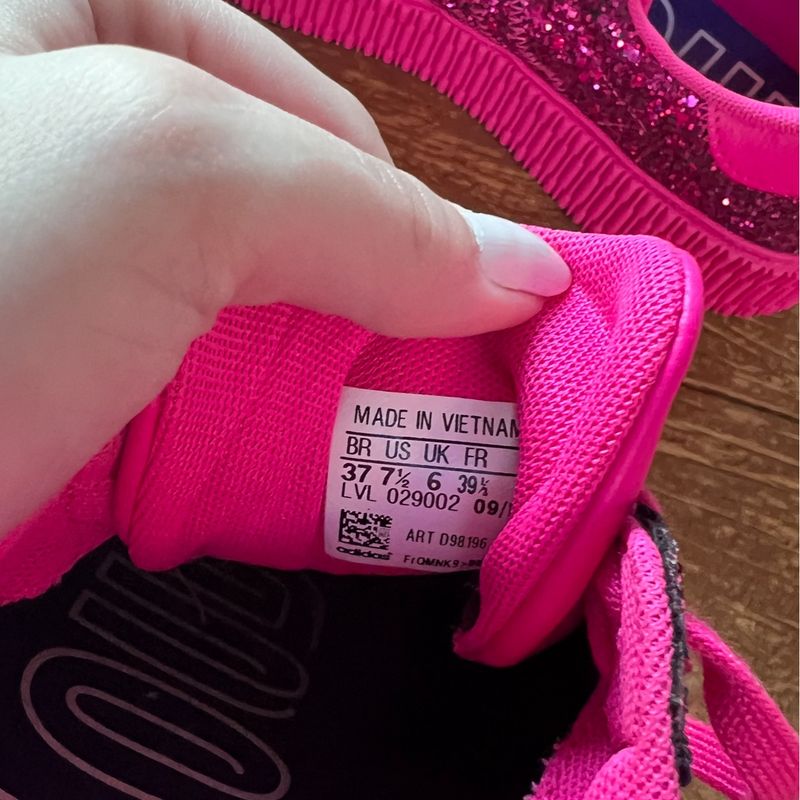 MADE IN VIETNAM
BR US UK FR
37 7½ 6 39⅓
LVL 029002 09/
ART D98196
adidas